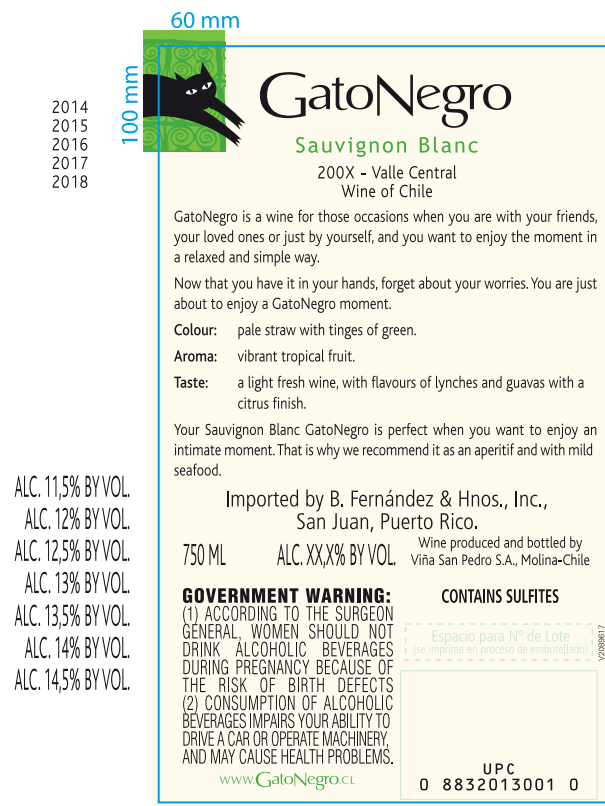 60 mm
100 mm
2014
2015
2016
2017
2018
GatoNegro
Sauvignon Blanc
200X - Valle Central
Wine of Chile
GatoNegro is a wine for those occasions when you are with your friends,
your loved ones or just by yourself, and you want to enjoy the moment in
a relaxed and simple way.
Now that you have it in your hands, forget about your worries. You are just
about to enjoy a GatoNegro moment.
Colour: pale straw with tinges of green.
Aroma: vibrant tropical fruit.
Taste: a light fresh wine, with flavours of lynches and guavas with a
citrus finish.
Your Sauvignon Blanc GatoNegro is perfect when you want to enjoy an
intimate moment. That is why we recommend it as an aperitif and with mild
seafood.
ALC. 11,5% BY VOL.
ALC. 12% BY VOL.
ALC. 12,5% BY VOL.
ALC. 13% BY VOL.
ALC. 13,5% BY VOL.
ALC. 14% BY VOL.
ALC. 14,5% BY VOL.
Imported by B. Fernández & Hnos., Inc.,
San Juan, Puerto Rico.
750 ML ALC. XX,X% BY VOL.
Wine produced and bottled by
Viña San Pedro S.A., Molina-Chile
GOVERNMENT WARNING:
(1) ACCORDING TO THE SURGEON
GENERAL, WOMEN SHOULD NOT
DRINK ALCOHOLIC BEVERAGES
DURING PREGNANCY BECAUSE OF
THE RISK OF BIRTH DEFECTS
(2) CONSUMPTION OF ALCOHOLIC
BEVERAGES IMPAIRS YOUR ABILITY TO
DRIVE A CAR OR OPERATE MACHINERY,
AND MAY CAUSE HEALTH PROBLEMS.
www.GatoNegro.CL
CONTAINS SULFITES
Espacio para Nº de Lote
(se imprime en proceso de embotellado)
V2089617
UPC
0 8832013001 0